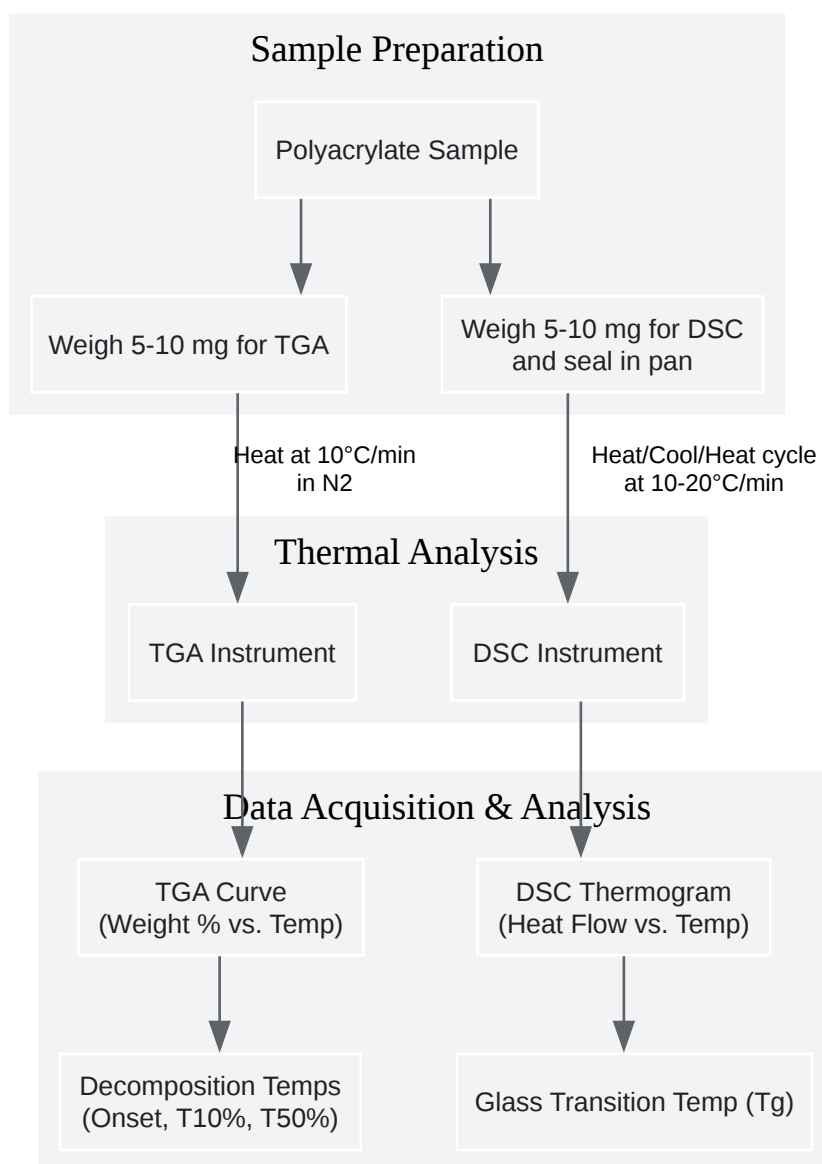 Sample Preparation
Polyacrylate Sample
Weigh 5-10 mg for TGA
Weigh 5-10 mg for DSC
and seal in pan
Heat at 10°C/min
in N2
Heat/Cool/Heat cycle
at 10-20°C/min
Thermal Analysis
TGA Instrument
DSC Instrument
Data Acquisition & Analysis
TGA Curve
(Weight % vs. Temp)
DSC Thermogram
(Heat Flow vs. Temp)
Decomposition Temps
(Onset, T10%, T50%)
Glass Transition Temp (Tg)